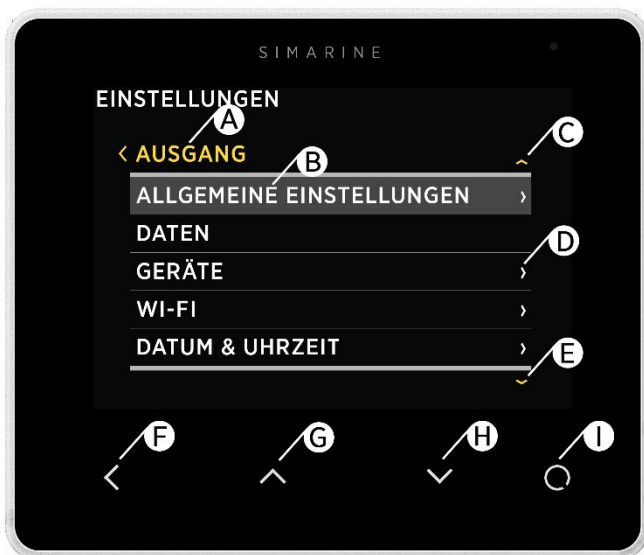 SIMARINE
EINSTELLUNGEN
A
C
< AUSGANG
B
ALLGEMEINE EINSTELLUNGEN ›
DATEN
D
GERÄTE ›
WI-FI ›
DATUM & UHRZEIT ›
E
F G H I